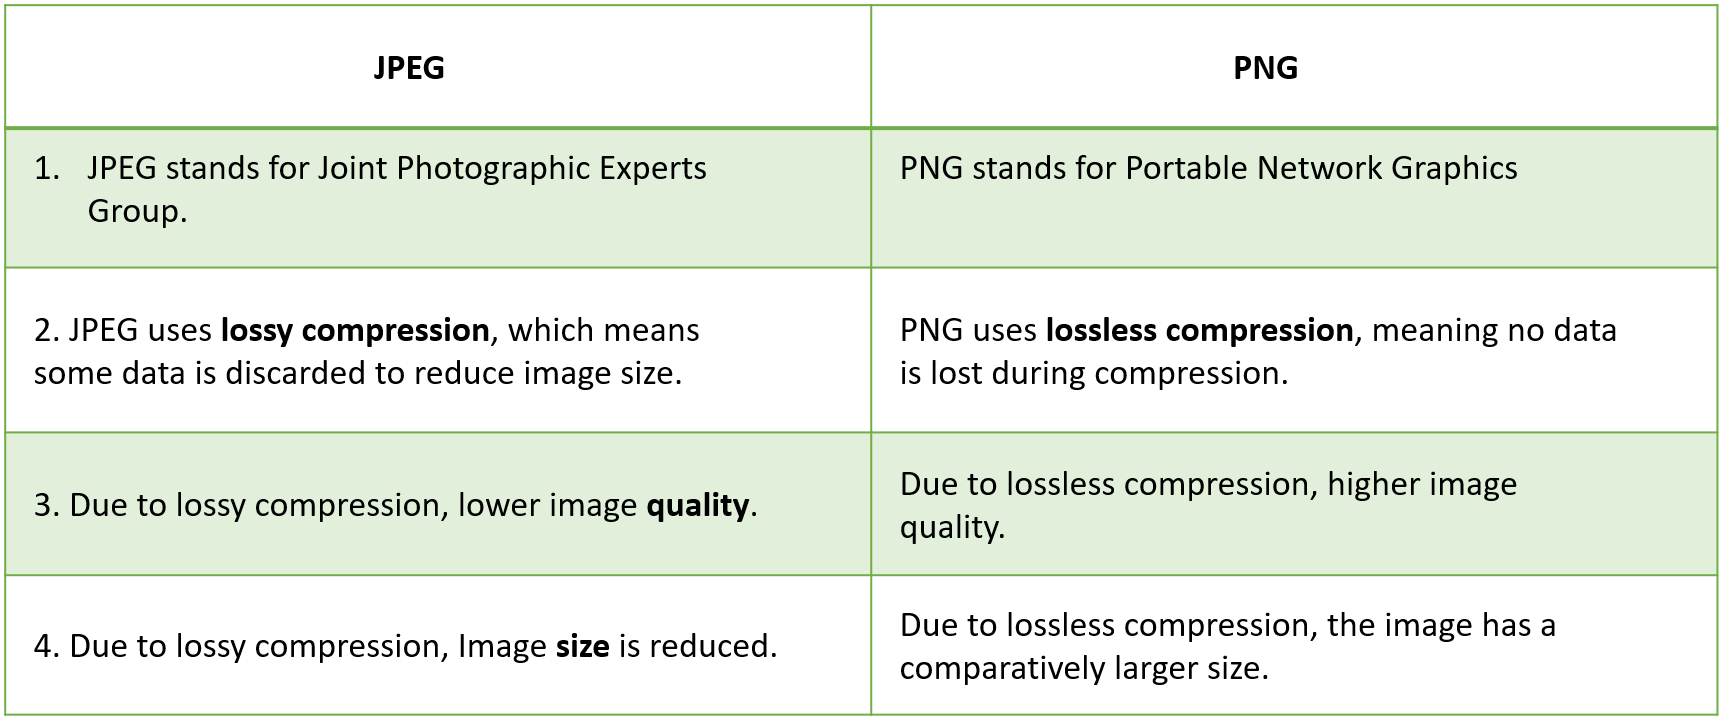 JPEG
PNG
1. JPEG stands for Joint Photographic Experts
Group.
PNG stands for Portable Network Graphics
2. JPEG uses lossy compression, which means
some data is discarded to reduce image size.
PNG uses lossless compression, meaning no data
is lost during compression.
3. Due to lossy compression, lower image quality.
Due to lossless compression, higher image
quality.
4. Due to lossy compression, Image size is reduced.
Due to lossless compression, the image has a
comparatively larger size.